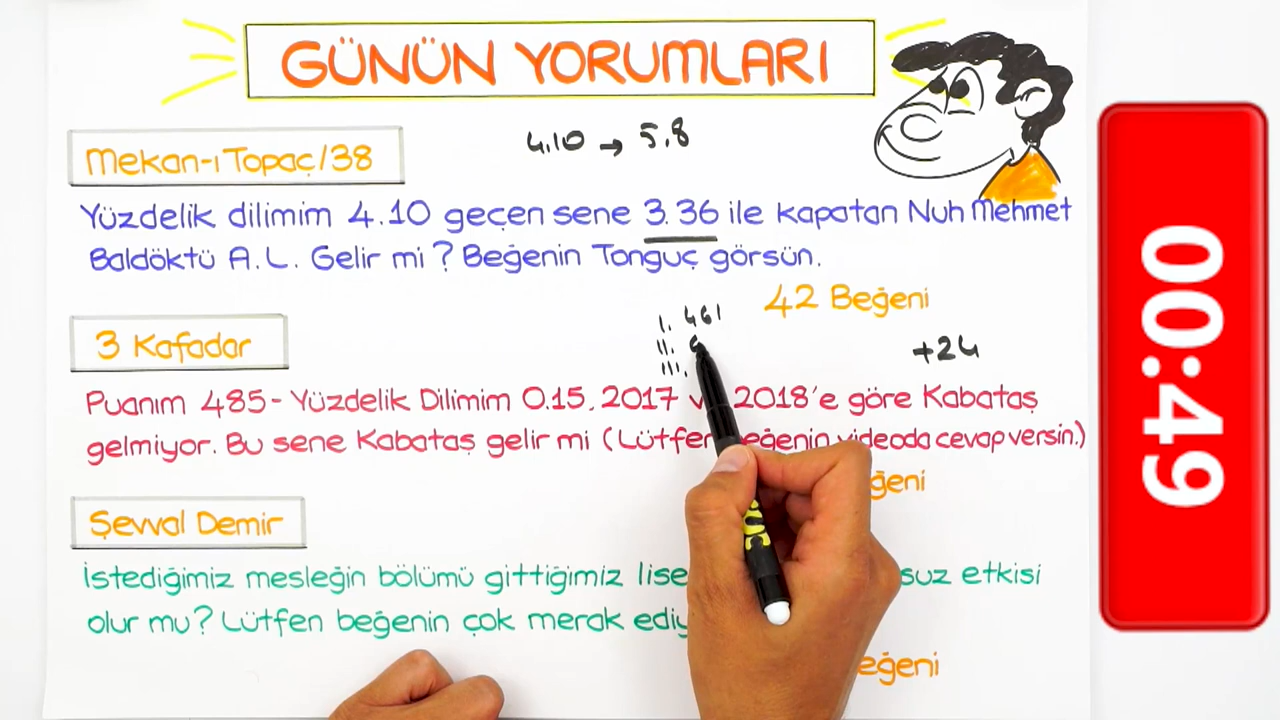 GÜNÜN YORUMLARI
4.10 → 5.8
Mekan-ı Topaç/38
Yüzdelik dilimim 4.10 geçen sene 3.36 ile kapatan Nuh Mehmet
Baldöktü A.L. Gelir mi? Beğenin Tonguç görsün.
42 Beğeni
I. 461
II.
III.
+24
3 Kafadar
Puanım 485- Yüzdelik Dilimim 0.15, 2017 2018'e göre Kabataş
gelmiyor. Bu sene Kabataş gelir mi (Lütfen beğenin videoda cevap versin.)
ğeni
Şevval Demir
İstediğimiz mesleğin bölümü gittiğimiz lise suz etkisi
olur mu? Lütfen beğenin çok merak ediy
eğeni
00:49